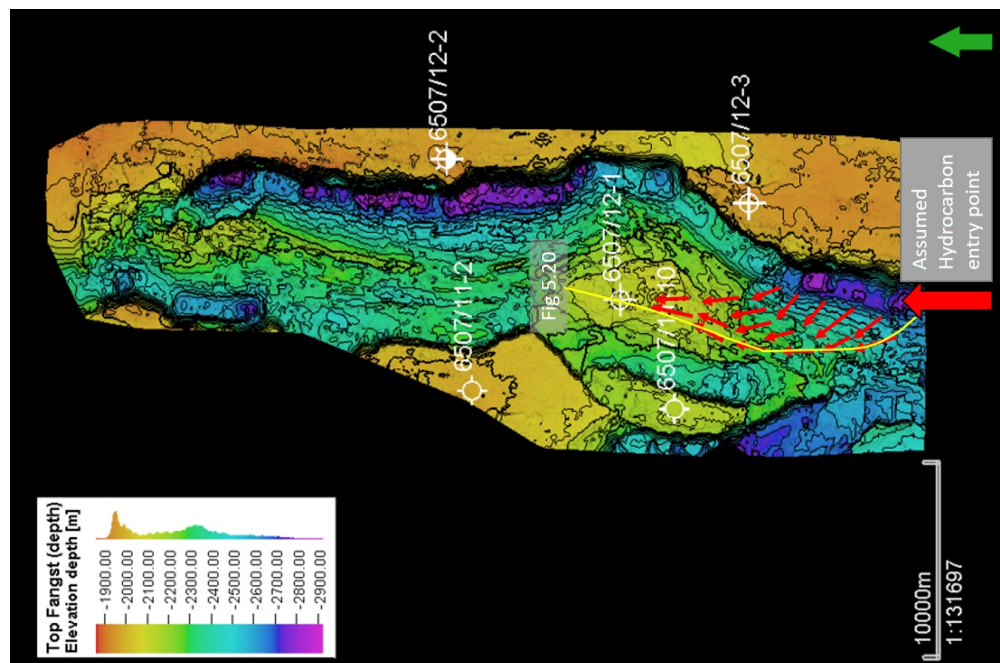 6507/12-2
6507/12-3
6507/12-1
6507/11-2
6507/11-10
Fig 5.20
Assumed
Hydrocarbon
entry point
Top Fangst (depth)
Elevation depth [m]
-1900.00
-2000.00
-2100.00
-2200.00
-2300.00
-2400.00
-2500.00
-2600.00
-2700.00
-2800.00
-2900.00
10000m
1:131697